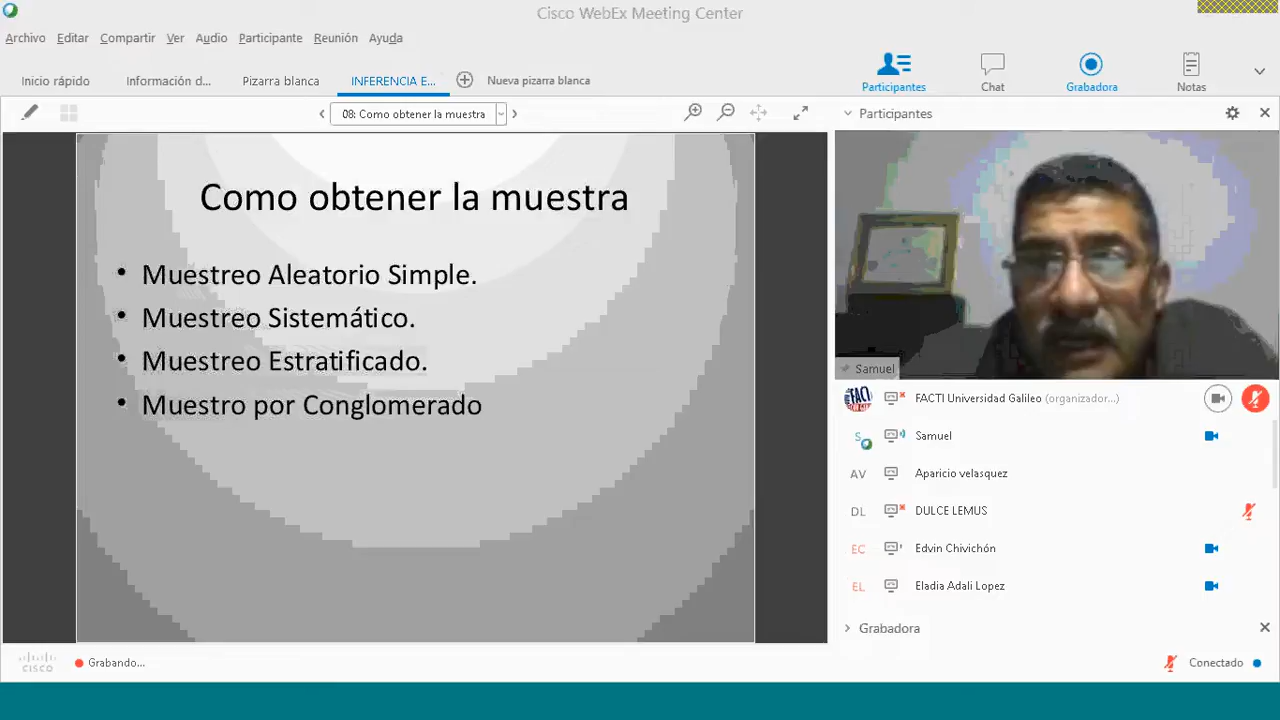 Cisco WebEx Meeting Center
Archivo Editar Compartir Ver Audio Participante Reunión Ayuda
Participantes Chat Grabadora Notas
Inicio rápido Información d... Pizarra blanca INFERENCIA E... Nueva pizarra blanca
08: Como obtener la muestra
Participantes
Como obtener la muestra
• Muestreo Aleatorio Simple.
• Muestreo Sistemático.
• Muestreo Estratificado.
• Muestro por Conglomerado
Samuel
FACTI Universidad Galileo (organizador...)
S Samuel
AV Aparicio velasquez
DL DULCE LEMUS
EC Edvin Chivichón
EL Eladia Adali Lopez
Grabadora
CISCO Grabando...
Conectado